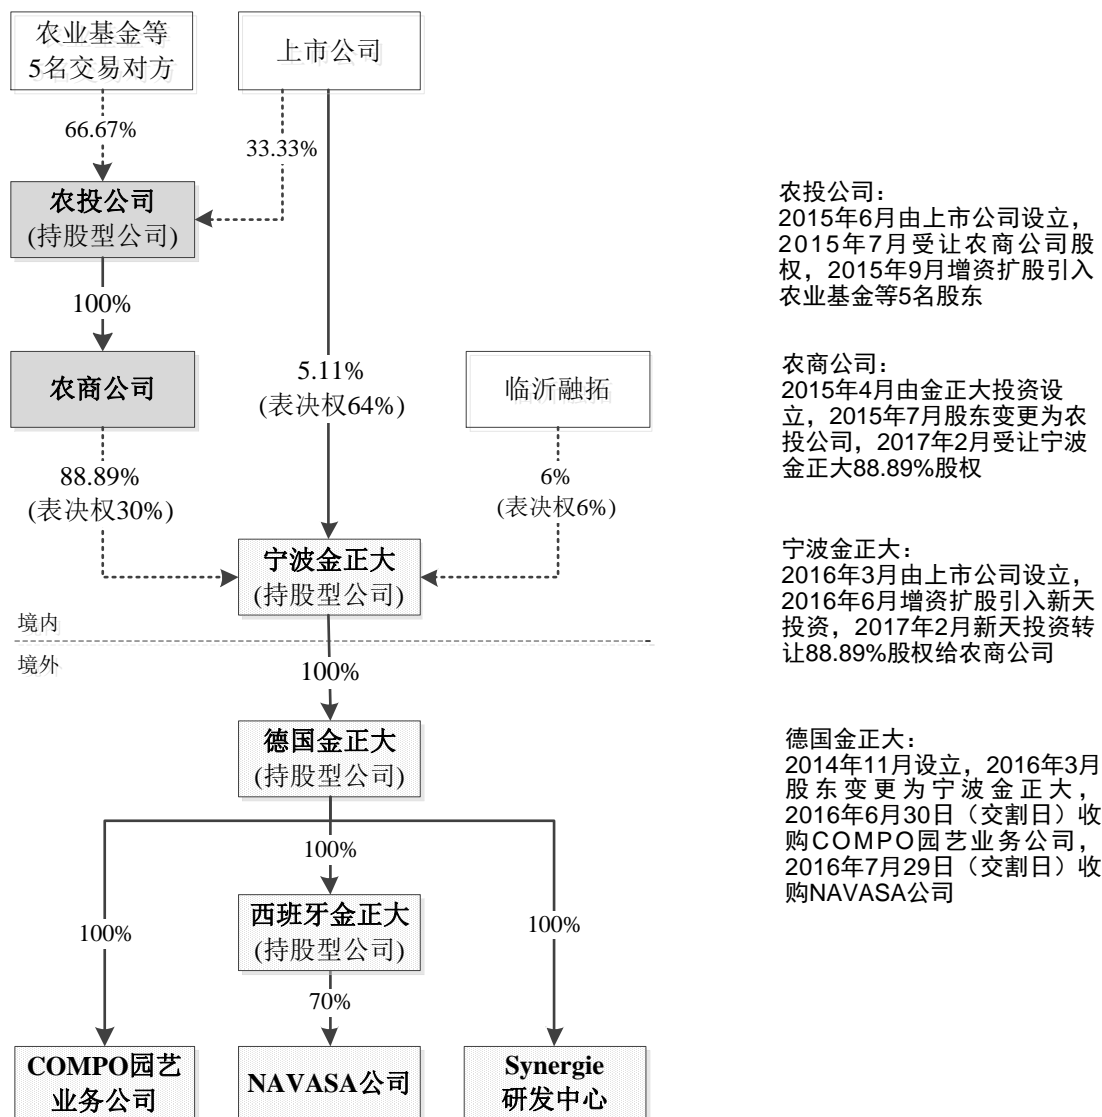 农业基金等
5名交易对方
上市公司
66.67%
33.33%
农投公司
(持股型公司)
100%
农商公司
5.11%
(表决权64%)
临沂融拓
88.89%
(表决权30%)
6%
(表决权6%)
宁波金正大
(持股型公司)
境内
境外
100%
德国金正大
(持股型公司)
100%
100%
100%
西班牙金正大
(持股型公司)
70%
COMPO园艺
业务公司
NAVASA公司
Synergie
研发中心
农投公司：
2015年6月由上市公司设立，
2015年7月受让农商公司股
权，2015年9月增资扩股引入
农业基金等5名股东
农商公司：
2015年4月由金正大投资设
立，2015年7月股东变更为农
投公司，2017年2月受让宁波
金正大88.89%股权
宁波金正大：
2016年3月由上市公司设立，
2016年6月增资扩股引入新天
投资，2017年2月新天投资转
让88.89%股权给农商公司
德国金正大：
2014年11月设立，2016年3月
股东变更为宁波金正大，
2016年6月30日（交割日）收
购COMPO园艺业务公司，
2016年7月29日（交割日）收
购NAVASA公司